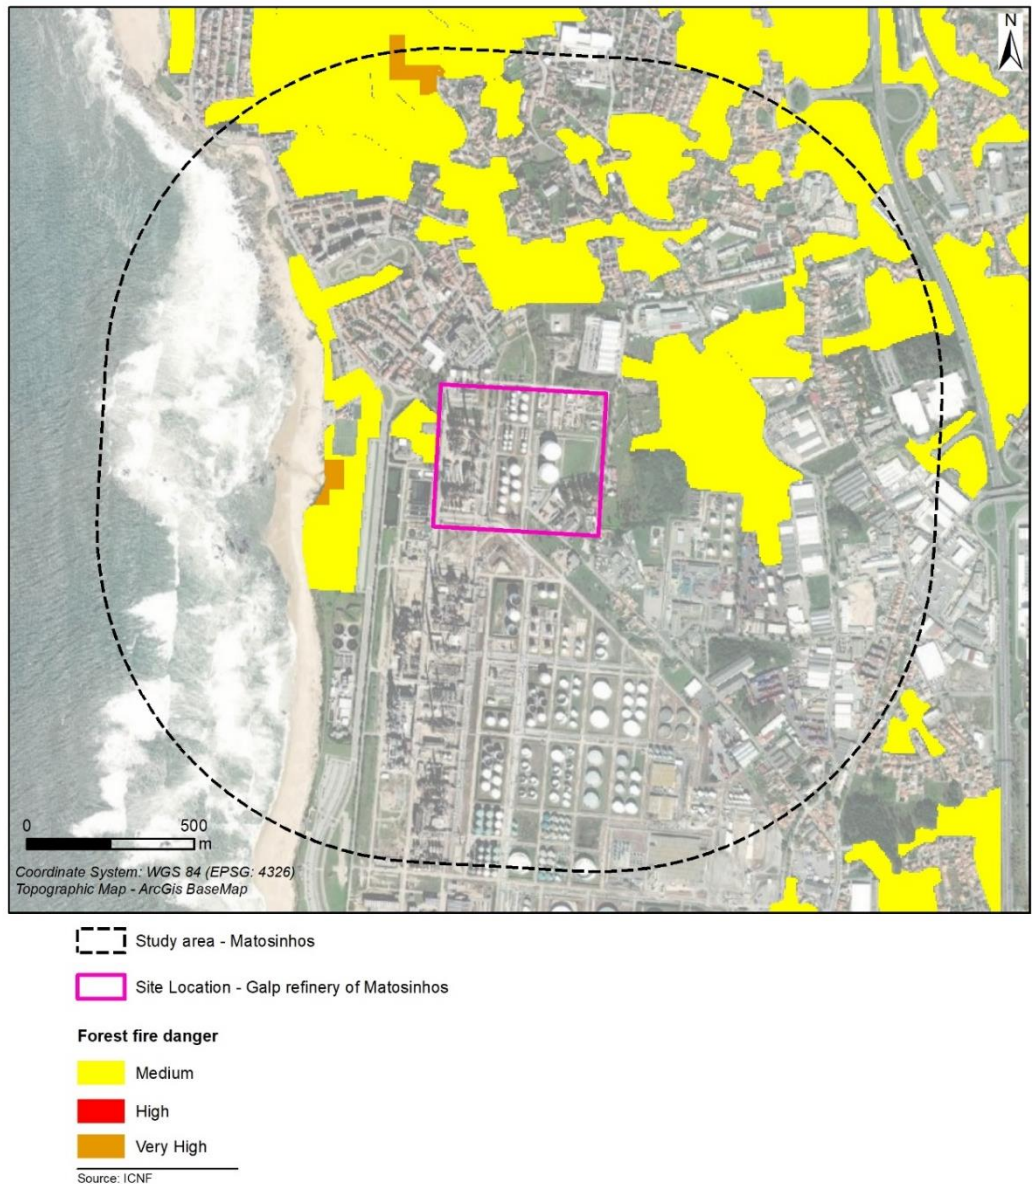 N
0 500
m
Coordinate System: WGS 84 (EPSG: 4326)
Topographic Map - ArcGis BaseMap
Study area - Matosinhos
Site Location - Galp refinery of Matosinhos
Forest fire danger
Medium
High
Very High
Source: ICNF